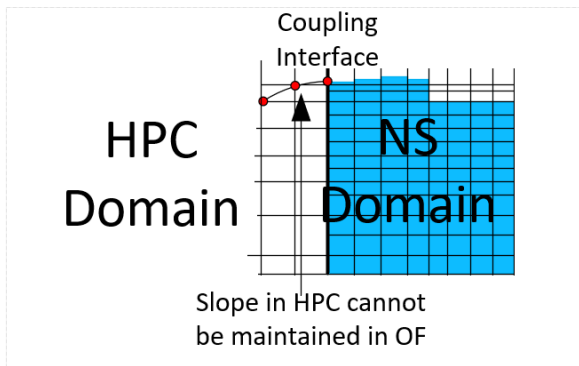 Coupling
Interface
HPC
Domain
NS
Domain
Slope in HPC cannot
be maintained in OF